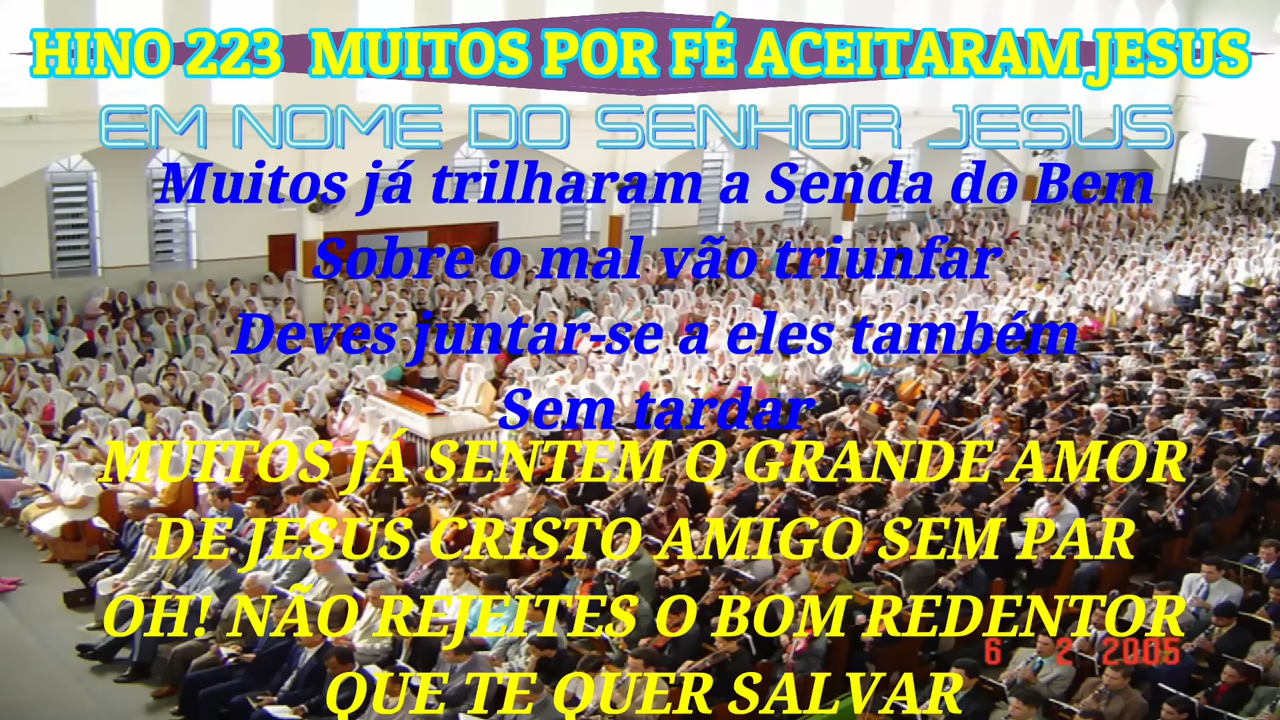 HINO 223 MUITOS POR FÉ ACEITARAM JESUS
EM NOME DO SENHOR JESUS
Muitos já trilharam a Senda do Bem
Sobre o mal vão triunfar
Deves juntar-se a eles também
Sem tardar
MUITOS JÁ SENTEM O GRANDE AMOR
DE JESUS CRISTO AMIGO SEM PAR
OH! NÃO REJEITES O BOM REDENTOR
6 2 2005
QUE TE QUER SALVAR